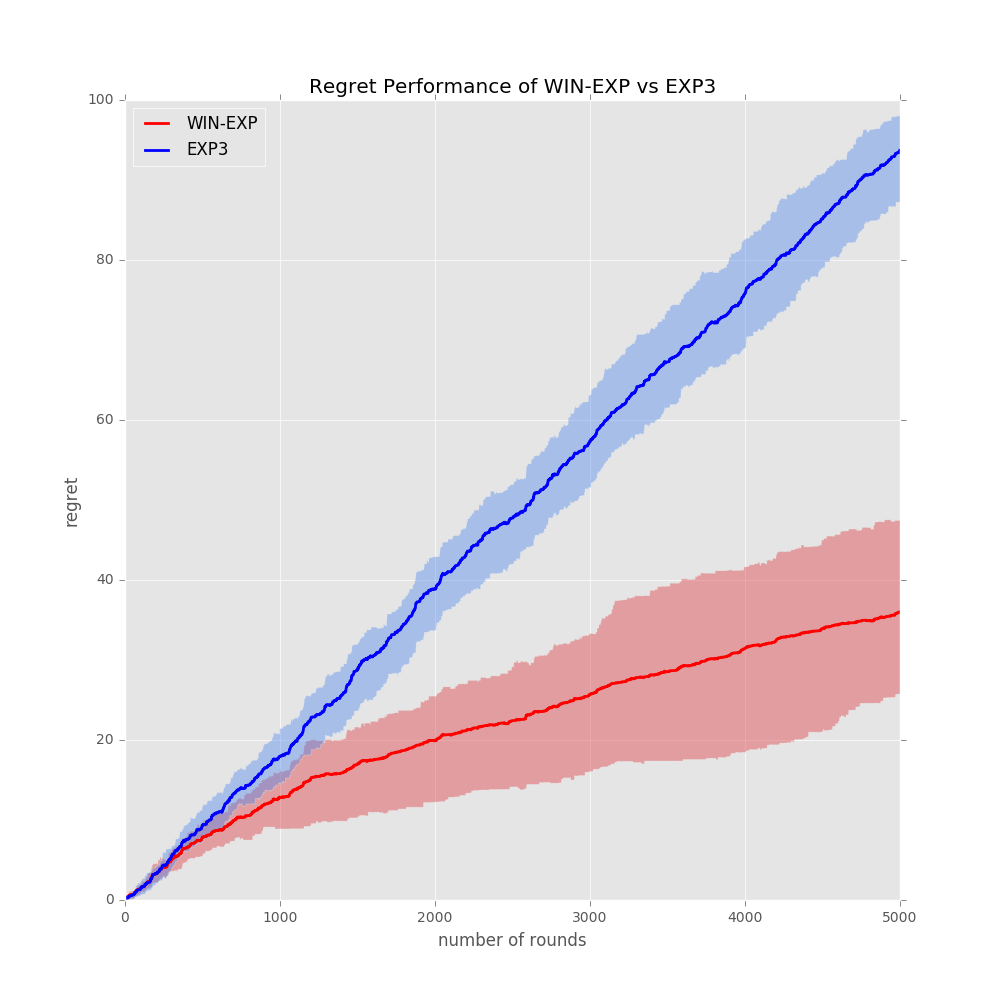 Regret Performance of WIN-EXP vs EXP3
100
WIN-EXP
EXP3
80
60
regret
40
20
0
0 1000 2000 3000 4000 5000
number of rounds